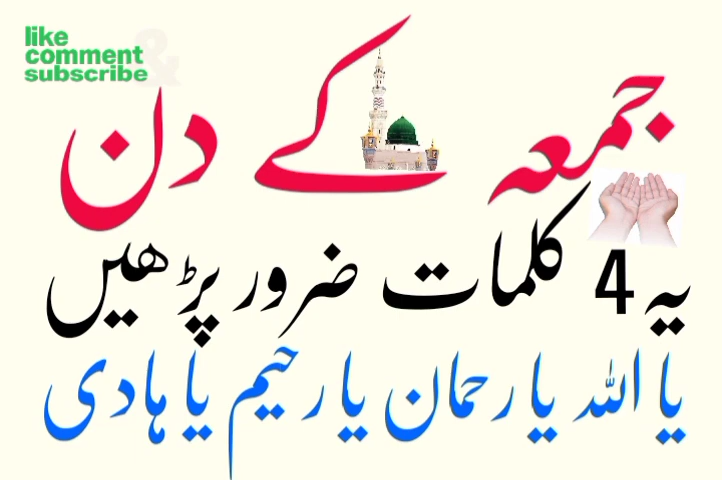 like
comment &
subscribe
جمعہ کے دن
یہ 4 کلمات ضرور پڑھیں
یا اللہ یا رحمان یا رحیم یا ہادی